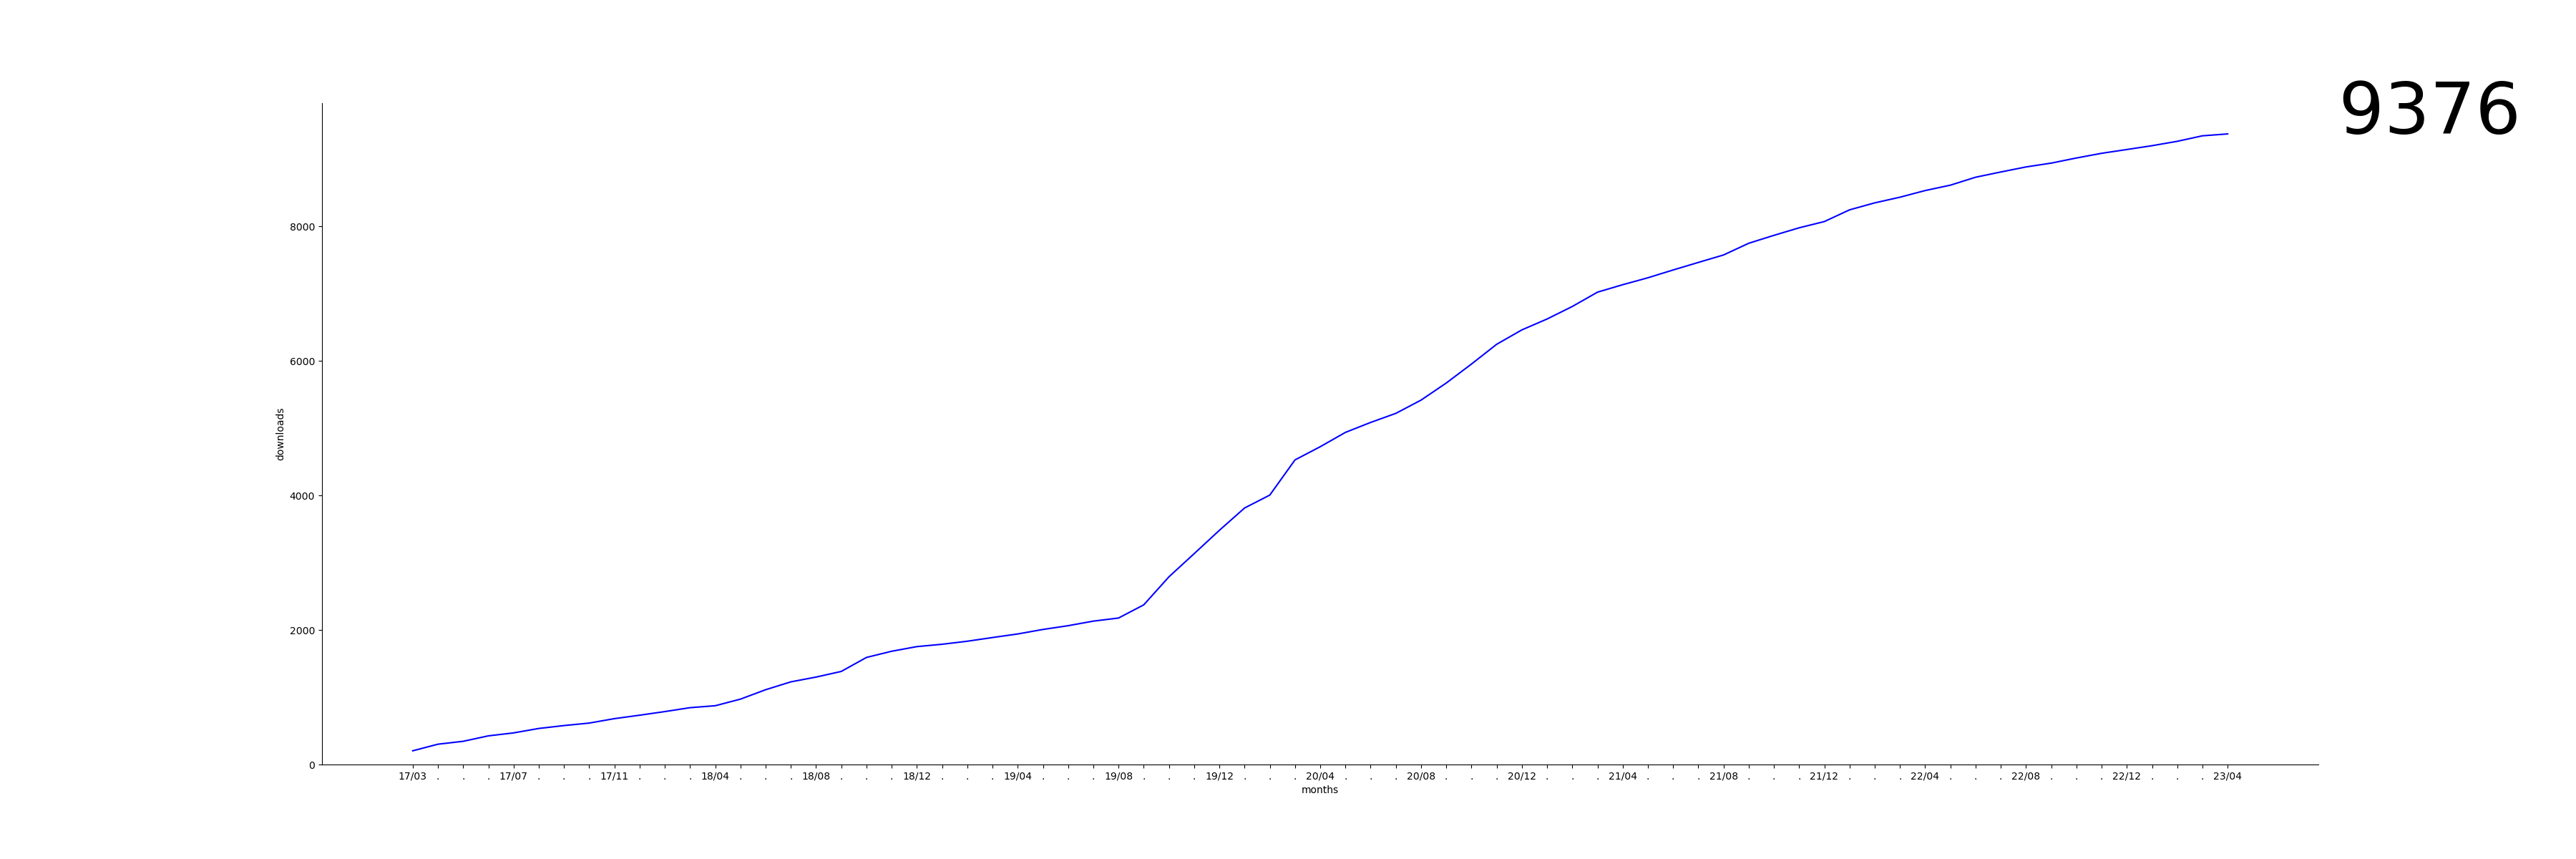 9376
8000
6000
4000
2000
0
downloads
17/03 . . . 17/07 . . . 17/11 . . . 18/04 . . . 18/08 . . . 18/12 . . . 19/04 . . . 19/08 . . . 19/12 . . . 20/04 . . . 20/08 . . . 20/12 . . . 21/04 . . . 21/08 . . . 21/12 . . . 22/04 . . . 22/08 . . . 22/12 . . . 23/04
months